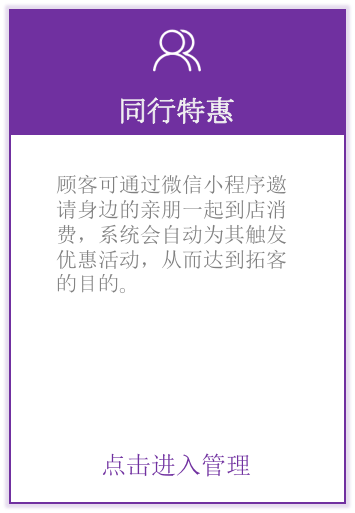 同行特惠
顾客可通过微信小程序邀
请身边的亲朋一起到店消
费，系统会自动为其触发
优惠活动，从而达到拓客
的目的。
点击进入管理